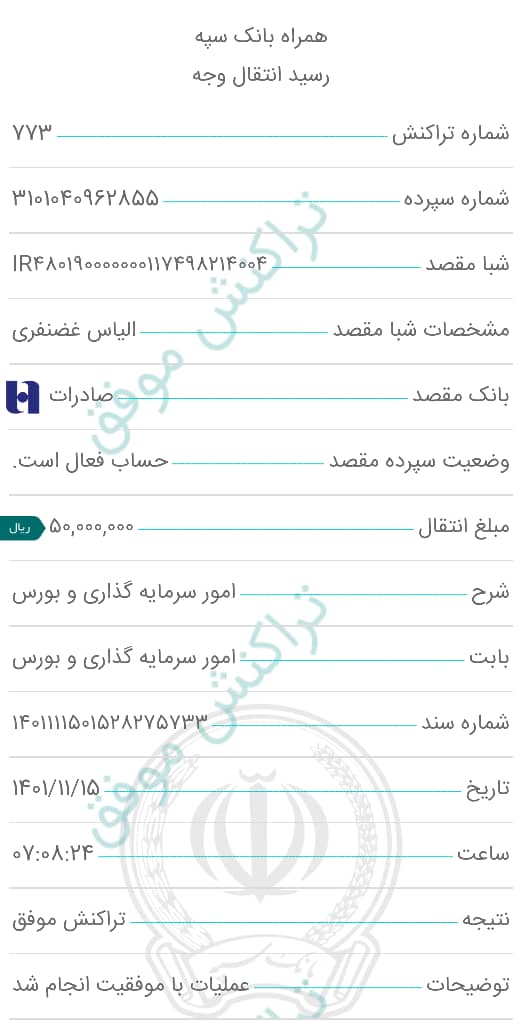 همراه بانک سپه
رسید انتقال وجه
شماره تراکنش ۷۷۳
شماره سپرده ۳۱۰۱۰۴۰۹۶۲۸۵۵
شبا مقصد IR۴۸۰۱۹۰۰۰۰۰۰۰۰۱۱۷۴۹۸۲۱۴۰۰۴
مشخصات شبا مقصد الیاس غضنفری
بانک مقصد صادرات
وضعیت سپرده مقصد حساب فعال است.
مبلغ انتقال ۵۰,۰۰۰,۰۰۰ ریال
شرح امور سرمایه گذاری و بورس
بابت امور سرمایه گذاری و بورس
شماره سند ۱۴۰۱۱۱۱۵۰۱۵۲۸۲۷۵۷۳۳
تاریخ ۱۴۰۱/۱۱/۱۵
ساعت ۰۷:۰۸:۲۴
نتیجه تراکنش موفق
توضیحات عملیات با موفقیت انجام شد
تراکنش موفق
تراکنش موفق
بانک سپه